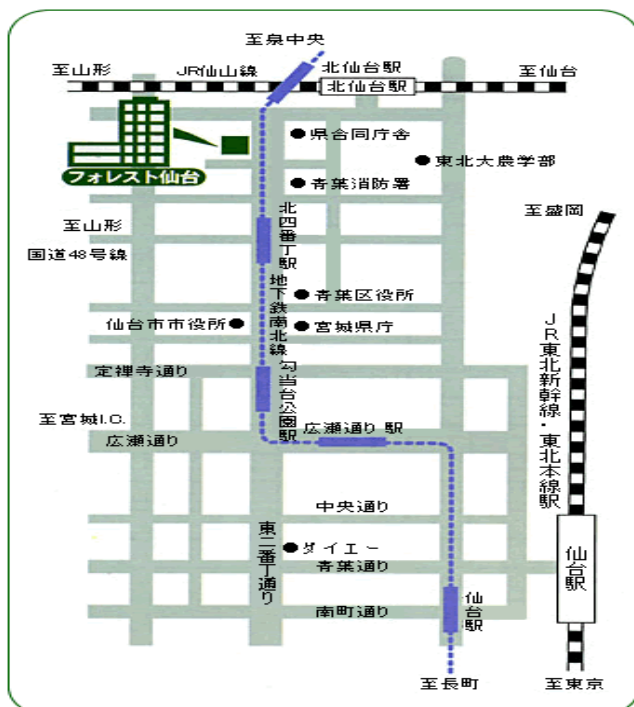 至泉中央
至山形
JR仙山線
北仙台駅
至仙台
北仙台駅
県合同庁舎
東北大農学部
フォレスト仙台
青葉消防署
至盛岡
至山形
北四番丁駅
国道48号線
地下鉄南北線
青葉区役所
仙台市市役所
宮城県庁
JR東北新幹線・東北本線駅
定禅寺通り
勾当台公園駅
至宮城I.C.
広瀬通り 駅
広瀬通り
中央通り
東二番丁通り
ダイエー
青葉通り
仙台駅
仙台駅
南町通り
至長町
至東京